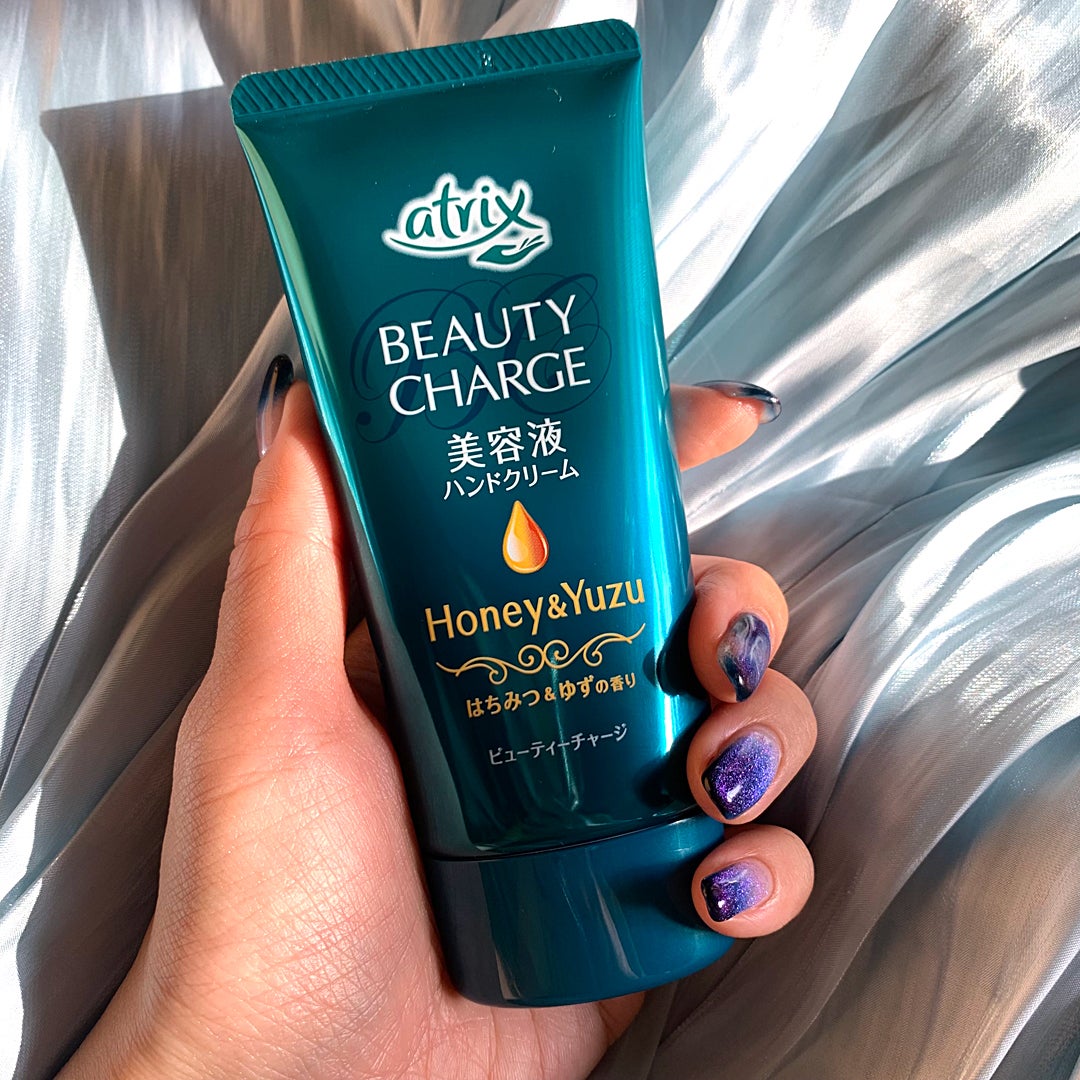 atrix
BEAUTY
CHARGE
美容液
ハンドクリーム
Honey&Yuzu
はちみつ&ゆずの香り
ビューティーチャージ